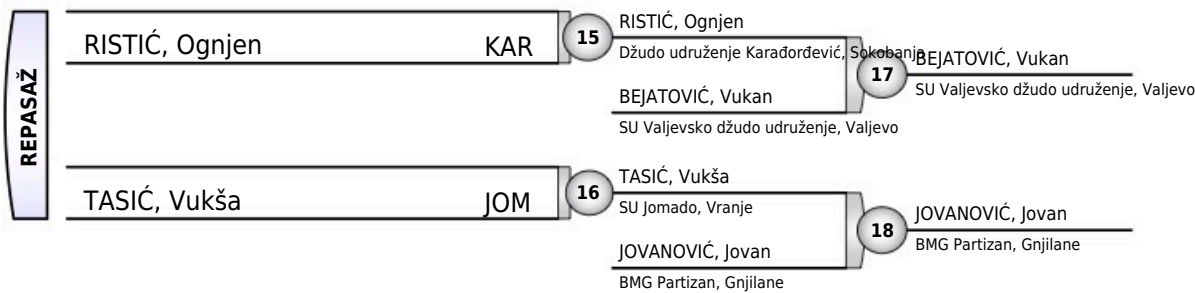 REPASAŽ
RISTIĆ, Ognjen KAR
15
RISTIĆ, Ognjen
Džudo udruženje Karađorđević, Sokobanja
BEJATOVIĆ, Vukan
SU Valjevsko džudo udruženje, Valjevo
17
BEJATOVIĆ, Vukan
SU Valjevsko džudo udruženje, Valjevo
TASIĆ, Vukša JOM
16
TASIĆ, Vukša
SU Jomado, Vranje
JOVANOVIĆ, Jovan
BMG Partizan, Gnjilane
18
JOVANOVIĆ, Jovan
BMG Partizan, Gnjilane